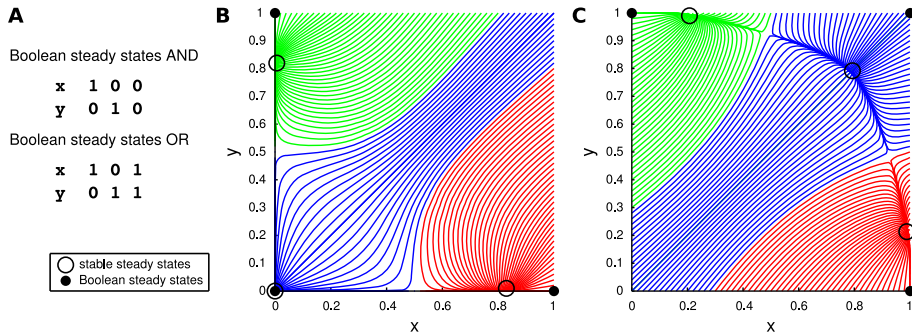 A
Boolean steady states AND
x 1 0 0
y 0 1 0
Boolean steady states OR
x 1 0 1
y 0 1 1
stable steady states
Boolean steady states
B
1
0.9
0.8
0.7
0.6
0.5
0.4
0.3
0.2
0.1
0
y
0 0.2 0.4 0.6 0.8 1
x
C
1
0.9
0.8
0.7
0.6
0.5
0.4
0.3
0.2
0.1
0
y
0 0.2 0.4 0.6 0.8 1
x